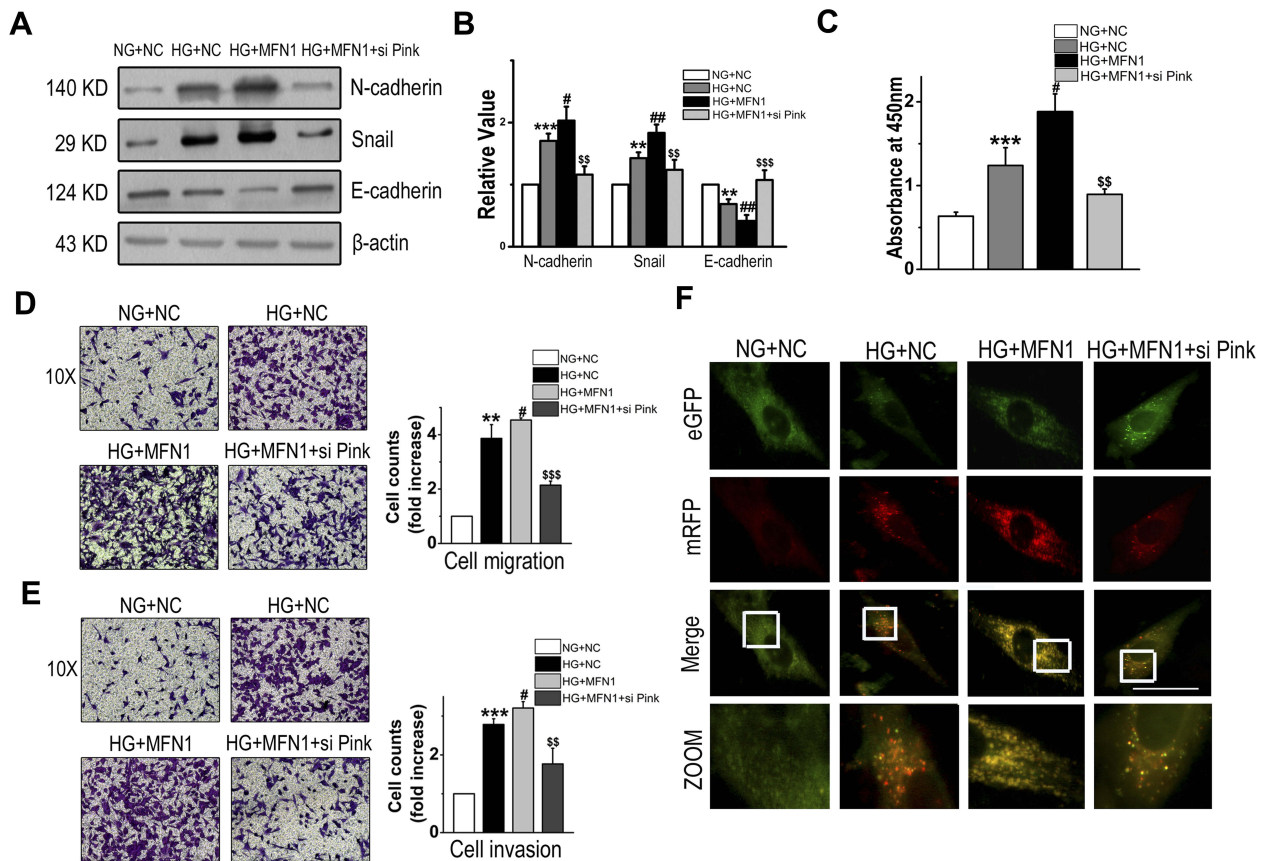 A
NG+NC HG+NC HG+MFN1 HG+MFN1+si Pink
140 KD N-cadherin
29 KD Snail
124 KD E-cadherin
43 KD β-actin
B
NG+NC
HG+NC
HG+MFN1
HG+MFN1+si Pink
Relative Value
2
1
0
*** # $$ ** ## $$ ** ## $$$
N-cadherin Snail E-cadherin
C
NG+NC
HG+NC
HG+MFN1
HG+MFN1+si Pink
Absorbance at 450nm
2
1
0
*** # $$
D
NG+NC HG+NC
10X
HG+MFN1 HG+MFN1+si Pink
NG+NC
HG+NC
HG+MFN1
HG+MFN1+si Pink
Cell counts
(fold increase)
4
2
0
** # $$$
Cell migration
E
NG+NC HG+NC
10X
HG+MFN1 HG+MFN1+si Pink
NG+NC
HG+NC
HG+MFN1
HG+MFN1+si Pink
Cell counts
(fold increase)
2
0
*** # $$
Cell invasion
F
NG+NC HG+NC HG+MFN1 HG+MFN1+si Pink
eGFP
mRFP
Merge
ZOOM